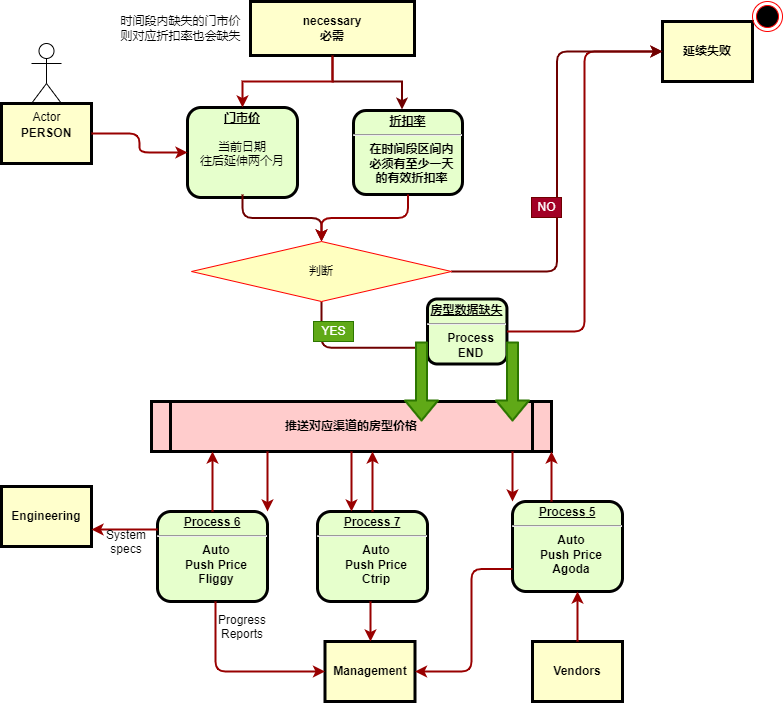 时间段内缺失的门市价
则对应折扣率也会缺失
necessary
必需
延续失败
Actor
PERSON
门市价
当前日期
往后延伸两个月
折扣率
在时间段区间内
必须有至少一天
的有效折扣率
NO
判断
YES
房型数据缺失
Process
END
推送对应渠道的房型价格
Engineering
System
specs
Process 6
Auto
Push Price
Fliggy
Process 7
Auto
Push Price
Ctrip
Process 5
Auto
Push Price
Agoda
Progress
Reports
Management
Vendors